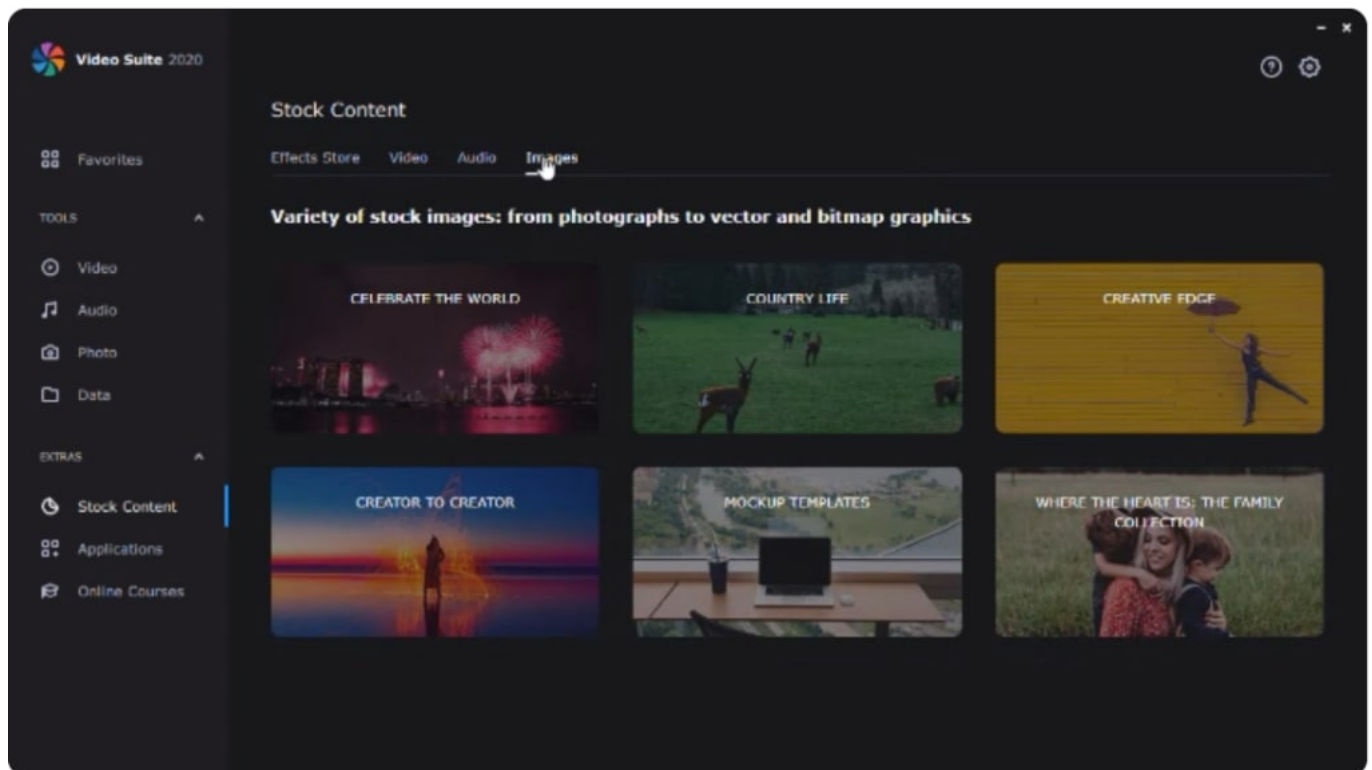 Video Suite 2020
Favorites
TOOLS
Video
Audio
Photo
Data
EXTRAS
Stock Content
Applications
Online Courses
Stock Content
Effects Store Video Audio Images
Variety of stock images: from photographs to vector and bitmap graphics
CELEBRATE THE WORLD
COUNTRY LIFE
CREATIVE EDGE
CREATOR TO CREATOR
MOCKUP TEMPLATES
WHERE THE HEART IS: THE FAMILY
COLLECTION